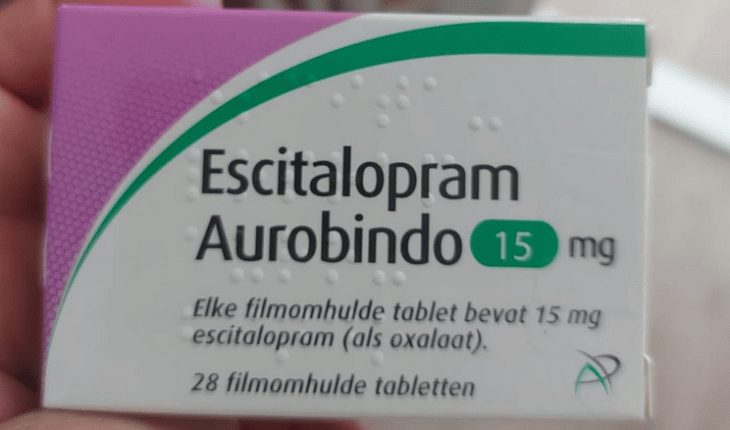 Escitalopram
Aurobindo 15 mg
Elke filmomhulde tablet bevat 15 mg
escitalopram (als oxalaat).
28 filmomhulde tabletten